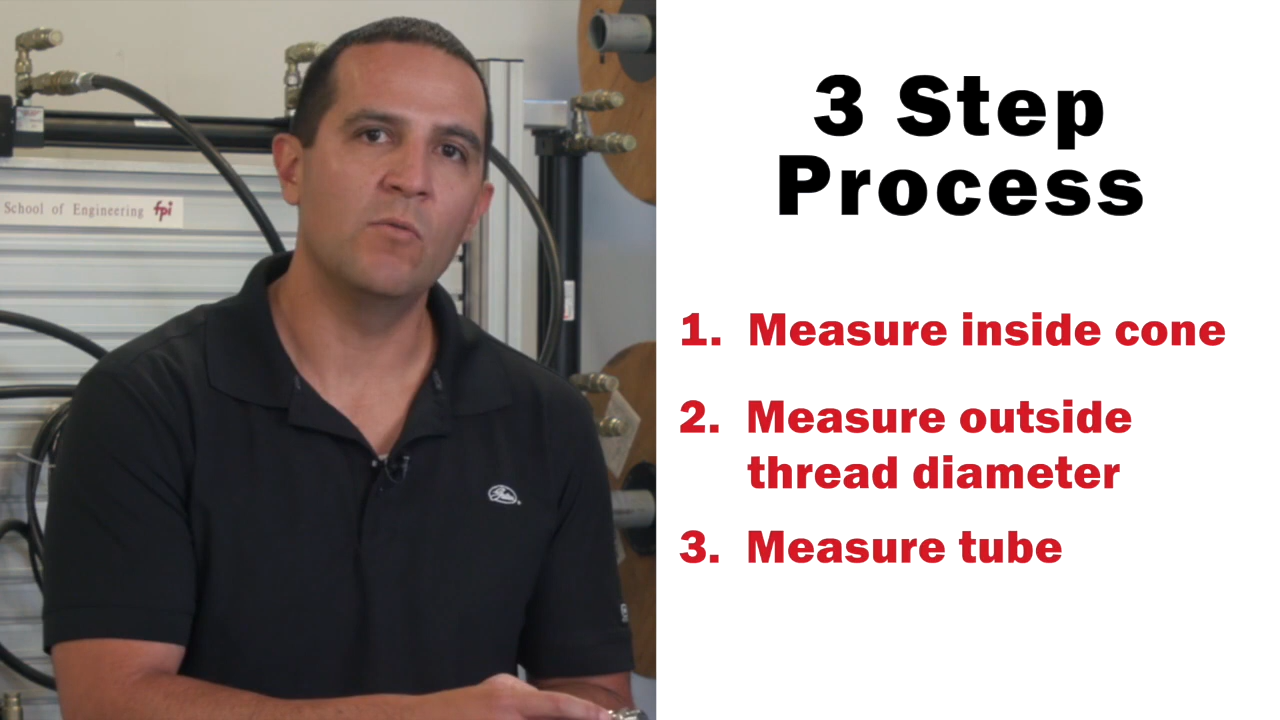 3 Step
Process
1. Measure inside cone
2. Measure outside
thread diameter
3. Measure tube
School of Engineering fpi
Gates